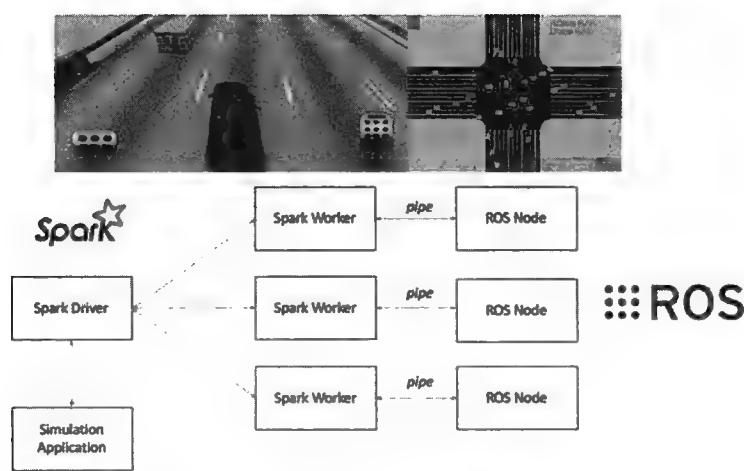 Spark
Spark Worker
pipe
ROS Node
Spark Driver
Spark Worker
pipe
ROS Node
ROS
Spark Worker
pipe
ROS Node
Simulation
Application